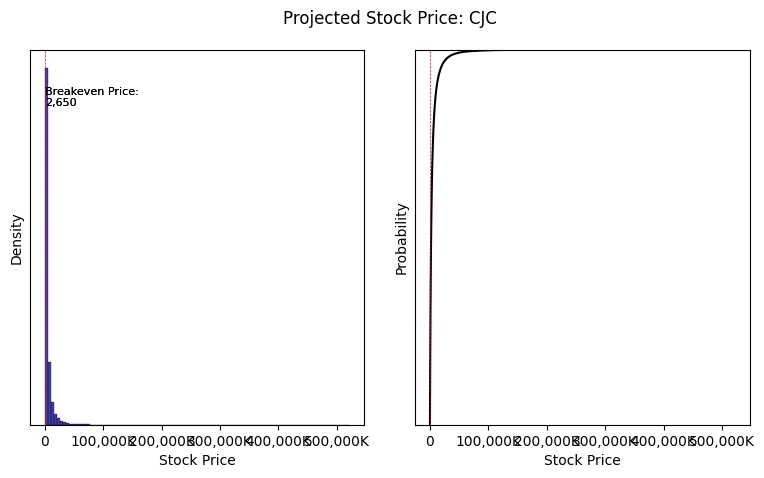 Projected Stock Price: CJC
Breakeven Price:
2,650
Density
0 100,000K 200,000K 300,000K 400,000K 500,000K
Stock Price
Probability
0 100,000K 200,000K 300,000K 400,000K 500,000K
Stock Price